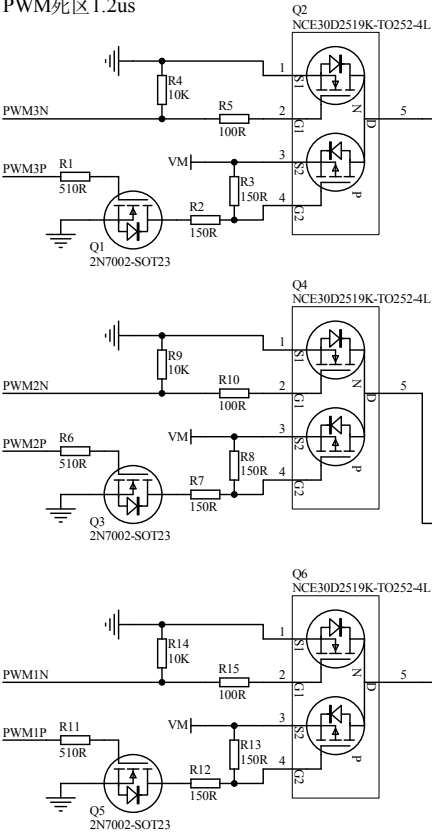 PWM死区1.2us
Q2
NCE30D2519K-TO252-4L
R4
10K
1
S1
PWM3N
R5
100R
2
G1
N
D
5
PWM3P
R1
510R
VM
3
S2
R3
150R
P
R2
150R
4
G2
Q1
2N7002-SOT23
Q4
NCE30D2519K-TO252-4L
R9
10K
1
S1
PWM2N
R10
100R
2
G1
N
D
5
PWM2P
R6
510R
VM
3
S2
R8
150R
P
R7
150R
4
G2
Q3
2N7002-SOT23
Q6
NCE30D2519K-TO252-4L
R14
10K
1
S1
PWM1N
R15
100R
2
G1
N
D
5
PWM1P
R11
510R
VM
3
S2
R13
150R
P
R12
150R
4
G2
Q5
2N7002-SOT23